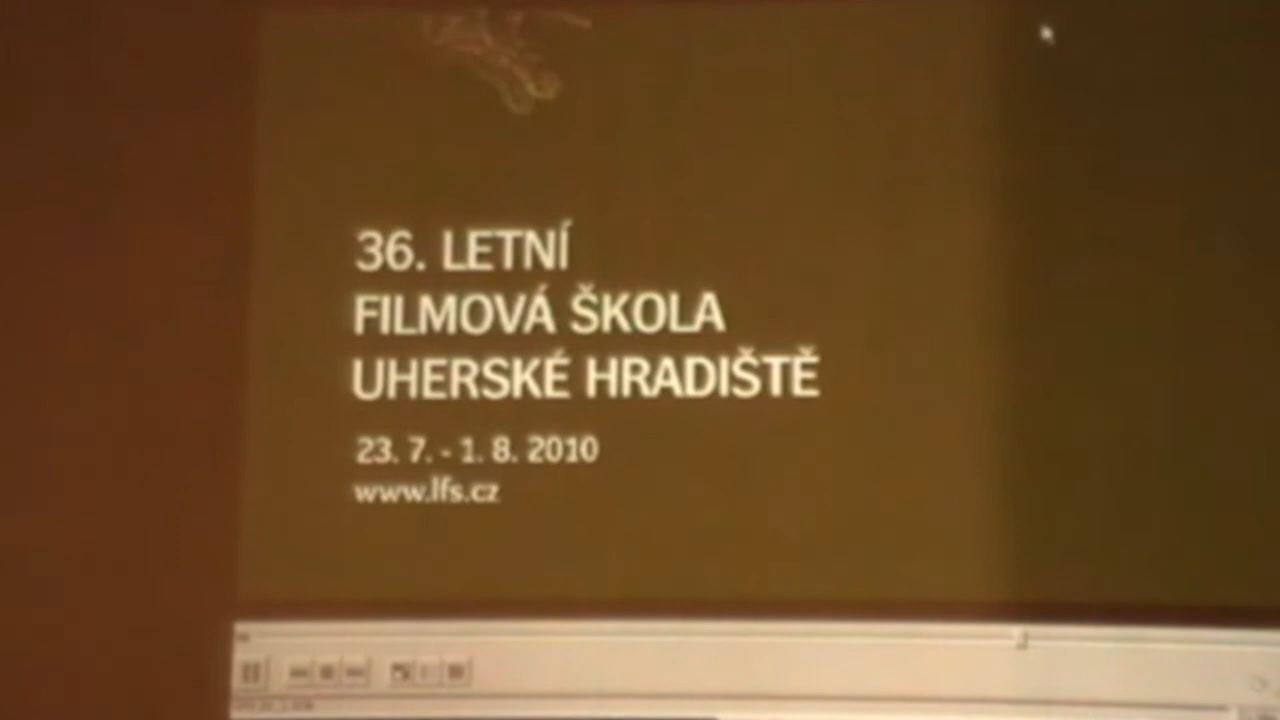 36. LETNÍ
FILMOVÁ ŠKOLA
UHERSKÉ HRADIŠTĚ
23. 7. - 1. 8. 2010
www.lfs.cz